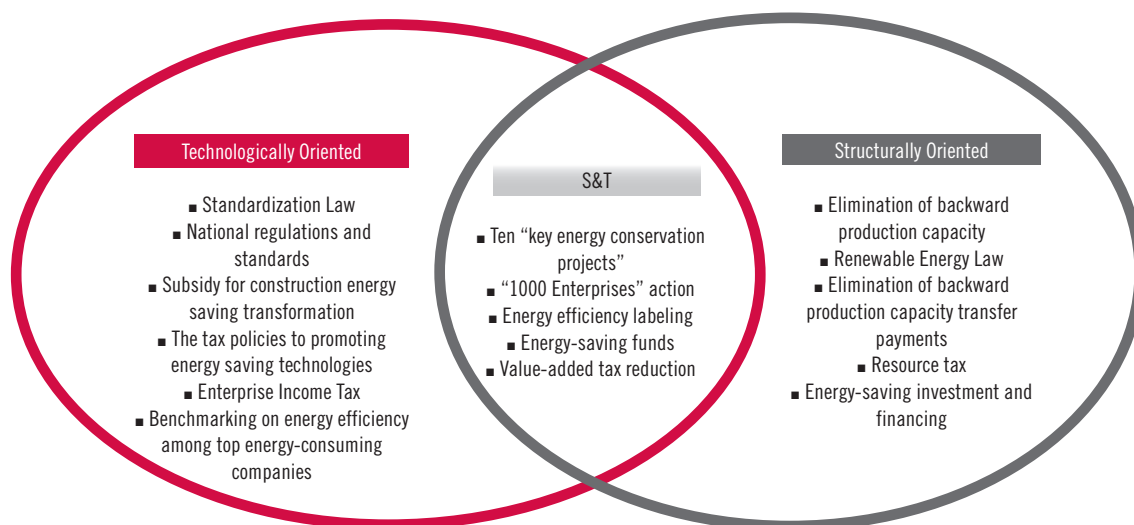 Technologically Oriented
■ Standardization Law
■ National regulations and
standards
■ Subsidy for construction energy
saving transformation
■ The tax policies to promoting
energy saving technologies
■ Enterprise Income Tax
■ Benchmarking on energy efficiency
among top energy-consuming
companies
S&T
■ Ten “key energy conservation
projects”
■ “1000 Enterprises” action
■ Energy efficiency labeling
■ Energy-saving funds
■ Value-added tax reduction
Structurally Oriented
■ Elimination of backward
production capacity
■ Renewable Energy Law
■ Elimination of backward
production capacity transfer
payments
■ Resource tax
■ Energy-saving investment and
financing